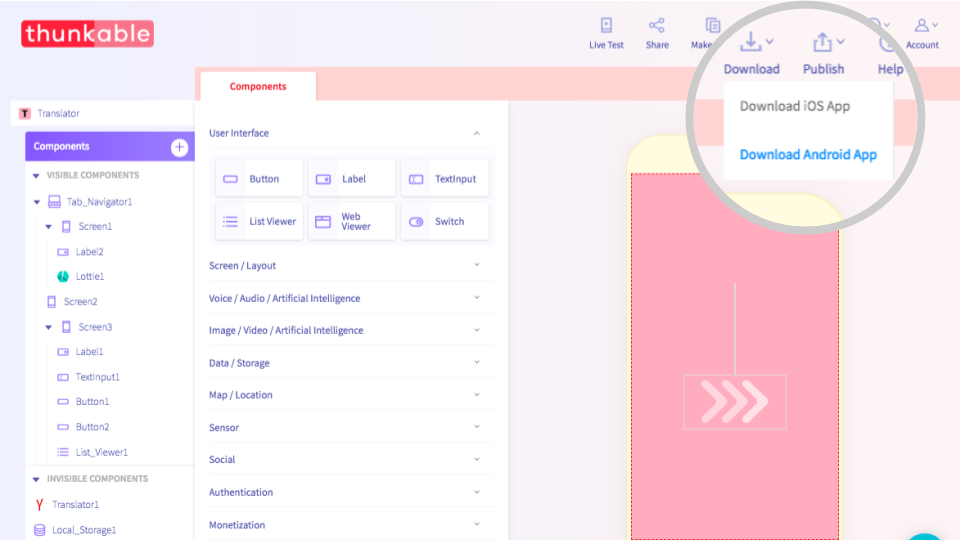 thunkable
Live Test
Share
Make
Download
Publish
Help
Account
Download iOS App
Download Android App
Components
T Translator
Components
VISIBLE COMPONENTS
Tab_Navigator1
Screen1
Label2
Lottie1
Screen2
Screen3
Label1
TextInput1
Button1
Button2
List_Viewer1
INVISIBLE COMPONENTS
Translator1
Local_Storage1
User Interface
Button
Label
TextInput
List Viewer
Web
Viewer
Switch
Screen / Layout
Voice / Audio / Artificial Intelligence
Image / Video / Artificial Intelligence
Data / Storage
Map / Location
Sensor
Social
Authentication
Monetization